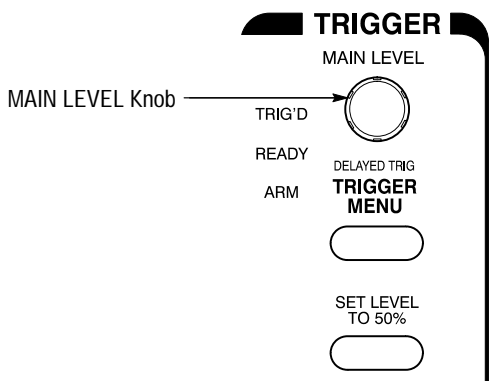 TRIGGER
MAIN LEVEL
MAIN LEVEL Knob
TRIG'D
READY
ARM
DELAYED TRIG
TRIGGER
MENU
SET LEVEL
TO 50%